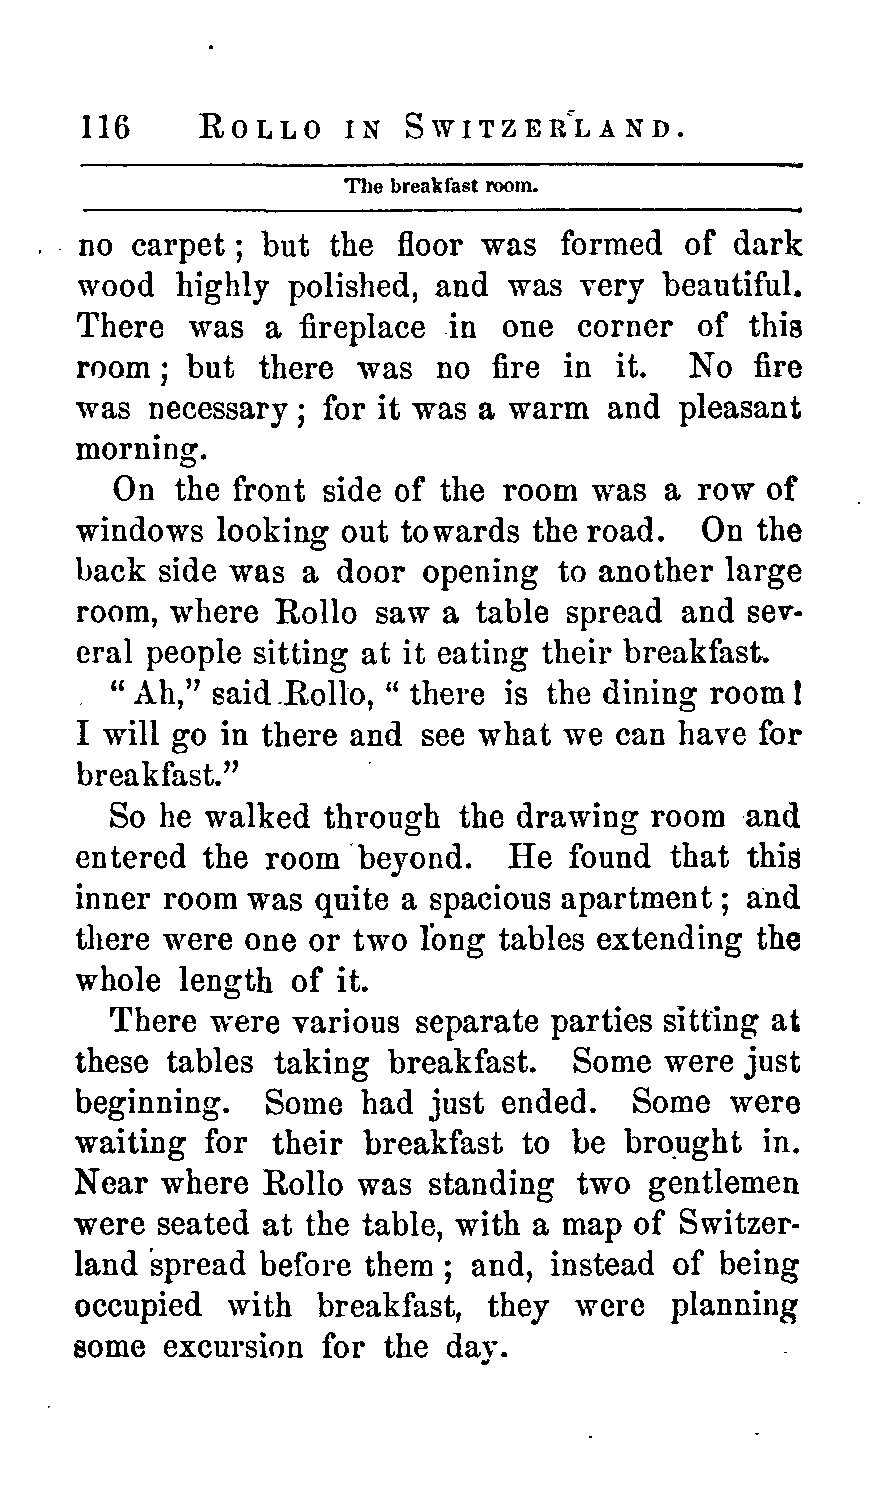 116 ROLLO IN SWITZERLAND.
The breakfast room.
no carpet ; but the floor was formed of dark
wood highly polished, and was very beautiful.
There was a fireplace in one corner of this
room ; but there was no fire in it. No fire
was necessary ; for it was a warm and pleasant
morning.
On the front side of the room was a row of
windows looking out towards the road. On the
back side was a door opening to another large
room, where Rollo saw a table spread and sev-
eral people sitting at it eating their breakfast.
“ Ah,” said Rollo, “ there is the dining room !
I will go in there and see what we can have for
breakfast.”
So he walked through the drawing room and
entered the room beyond. He found that this
inner room was quite a spacious apartment ; and
there were one or two long tables extending the
whole length of it.
There were various separate parties sitting at
these tables taking breakfast. Some were just
beginning. Some had just ended. Some were
waiting for their breakfast to be brought in.
Near where Rollo was standing two gentlemen
were seated at the table, with a map of Switzer-
land spread before them ; and, instead of being
occupied with breakfast, they were planning
some excursion for the day.